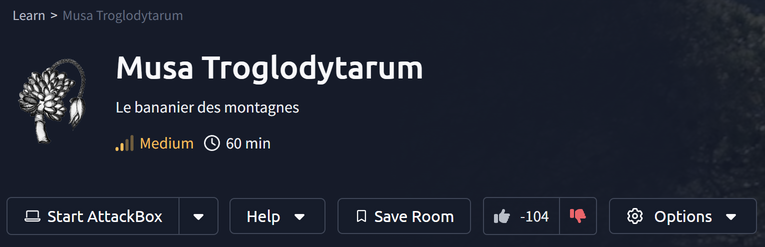 Learn > Musa Troglodytarum
Musa Troglodytarum
Le bananier des montagnes
Medium 60 min
Start AttackBox Help Save Room -104 Options